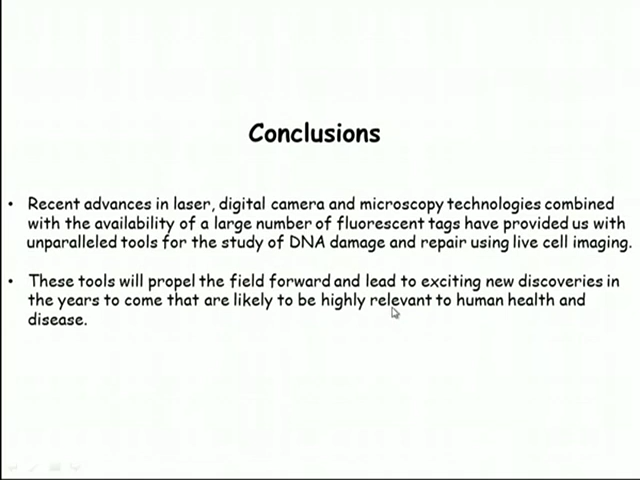 Conclusions
• Recent advances in laser, digital camera and microscopy technologies combined
with the availability of a large number of fluorescent tags have provided us with
unparalleled tools for the study of DNA damage and repair using live cell imaging.
• These tools will propel the field forward and lead to exciting new discoveries in
the years to come that are likely to be highly relevant to human health and
disease.